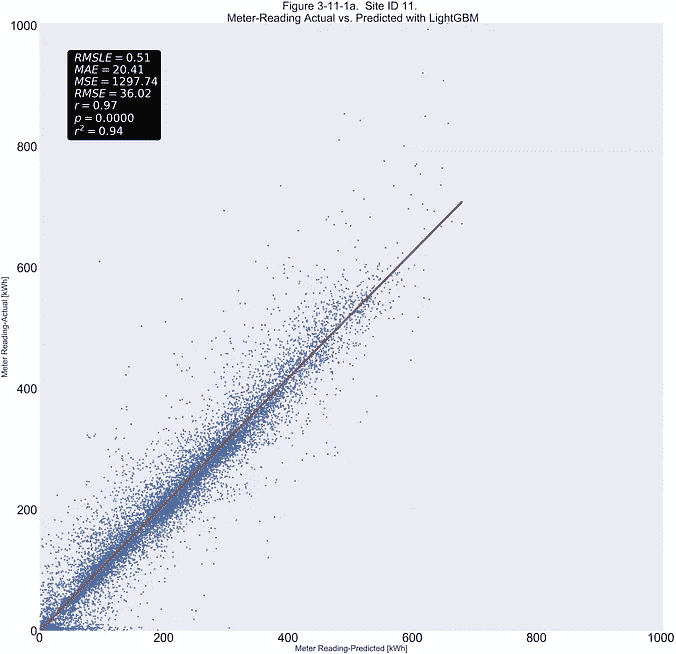 Figure 3-11-1a. Site ID 11.
Meter-Reading Actual vs. Predicted with LightGBM
1000
800
600
400
200
0
RMSLE = 0.51
MAE = 20.41
MSE = 1297.74
RMSE = 36.02
r = 0.97
p = 0.0000
r² = 0.94
Meter Reading-Actual [kWh]
0 200 400 600 800 1000
Meter Reading-Predicted [kWh]